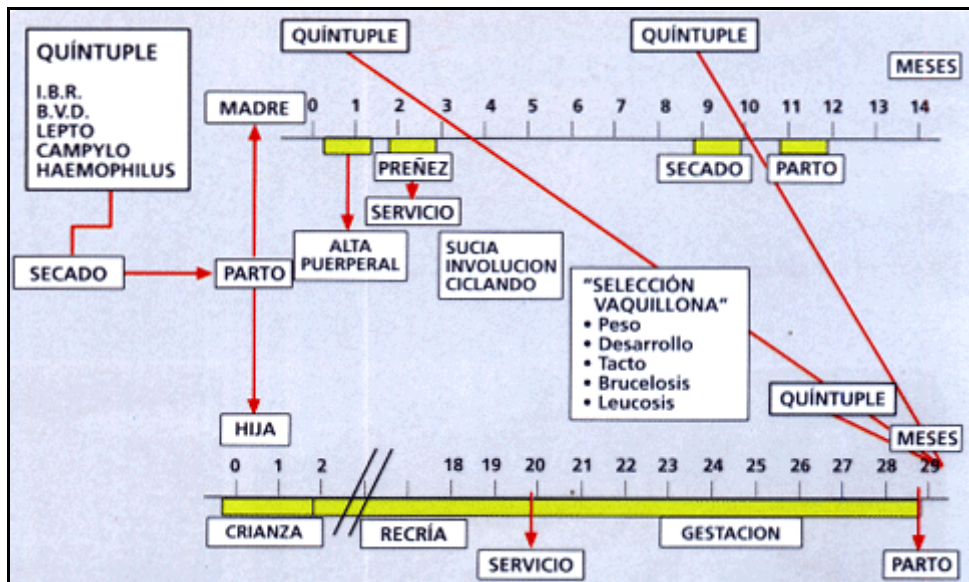 QUÍNTUPLE
I.B.R.
B.V.D.
LEPTO
CAMPYLO
HAEMOPHILUS
QUÍNTUPLE
QUÍNTUPLE
MESES
MADRE
0 1 2 3 4 5 6 7 8 9 10 11 12 13 14
PREÑEZ
SECADO
PARTO
SERVICIO
ALTA
PUERPERAL
SUCIA
INVOLUCION
CICLANDO
SECADO
PARTO
"SELECCIÓN
VAQUILLONA"
• Peso
• Desarrollo
• Tacto
• Brucelosis
• Leucosis
QUÍNTUPLE
HIJA
MESES
0 1 2 18 19 20 21 22 23 24 25 26 27 28 29
CRIANZA
RECRÍA
GESTACION
SERVICIO
PARTO